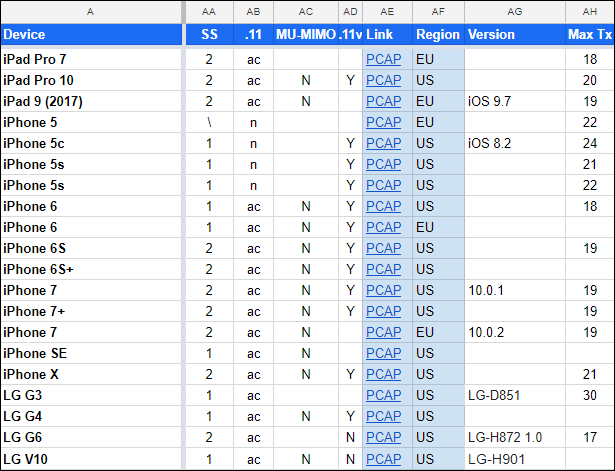 A AA AB AC AD AE AF AG AH
Device SS .11 MU-MIMO .11v Link Region Version Max Tx
iPad Pro 7 2 ac PCAP EU 18
iPad Pro 10 2 ac N Y PCAP US 20
iPad 9 (2017) 2 ac N PCAP EU iOS 9.7 19
iPhone 5 \ n PCAP EU 22
iPhone 5c 1 n Y PCAP US iOS 8.2 24
iPhone 5s 1 n Y PCAP US 21
iPhone 5s 1 n Y PCAP US 22
iPhone 6 1 ac N Y PCAP US 18
iPhone 6 1 ac N Y PCAP EU
iPhone 6S 2 ac N Y PCAP US 19
iPhone 6S+ 2 ac N Y PCAP US
iPhone 7 2 ac N Y PCAP US 10.0.1 19
iPhone 7+ 2 ac N Y PCAP US 19
iPhone 7 2 ac N PCAP EU 10.0.2 19
iPhone SE 1 ac N PCAP US
iPhone X 2 ac N Y PCAP US 21
LG G3 1 ac PCAP US LG-D851 30
LG G4 1 ac N Y PCAP US
LG G6 2 ac N PCAP US LG-H872 1.0 17
LG V10 1 ac N N PCAP US LG-H901